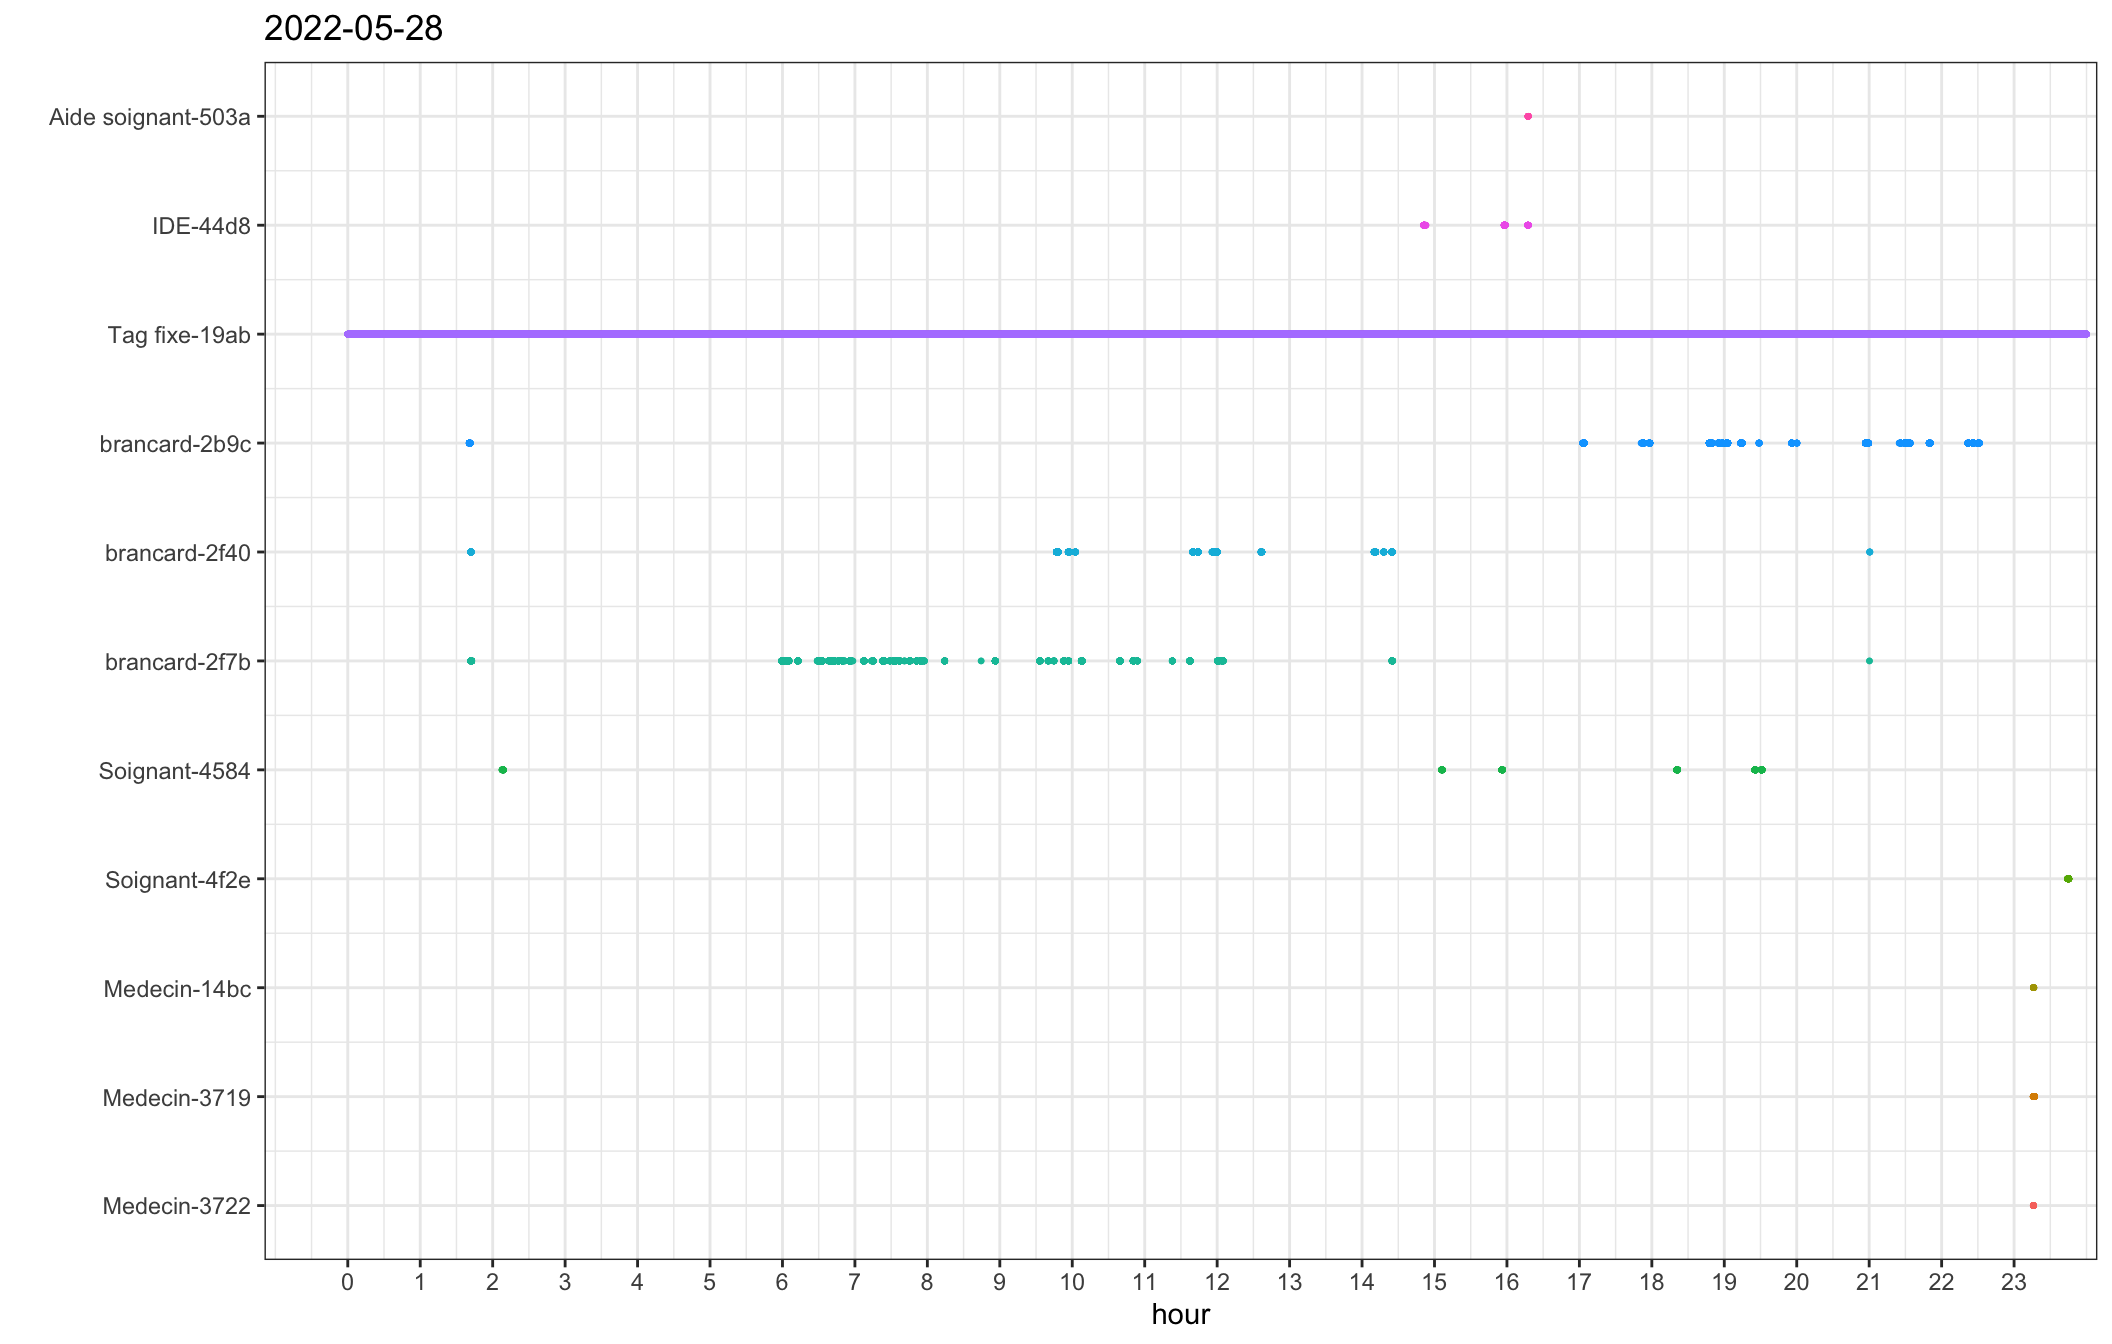 2022-05-28
Aide soignant-503a
IDE-44d8
Tag fixe-19ab
brancard-2b9c
brancard-2f40
brancard-2f7b
Soignant-4584
Soignant-4f2e
Medecin-14bc
Medecin-3719
Medecin-3722
0 1 2 3 4 5 6 7 8 9 10 11 12 13 14 15 16 17 18 19 20 21 22 23
hour